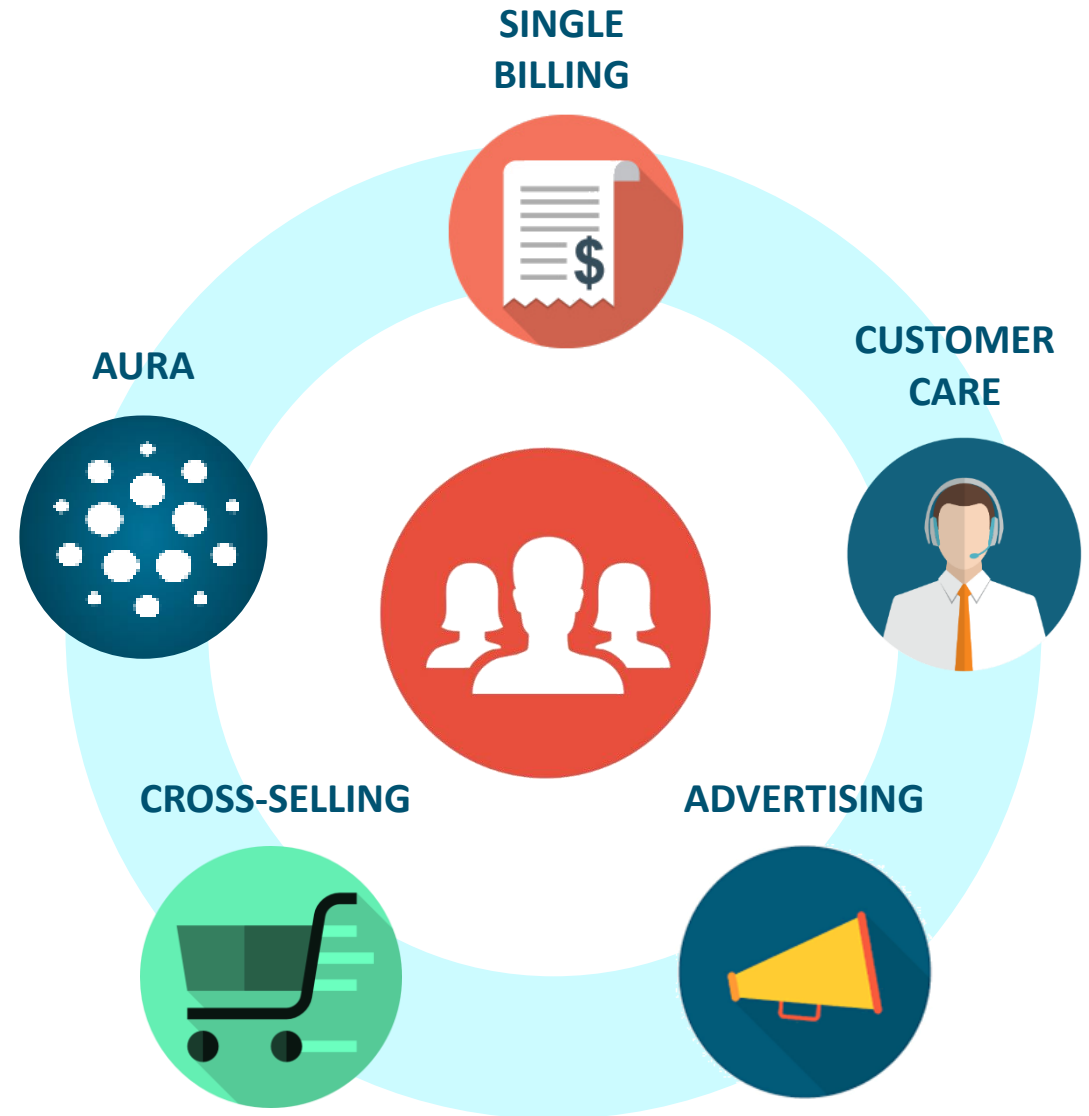 SINGLE
BILLING
$
CUSTOMER
CARE
AURA
CROSS-SELLING
ADVERTISING